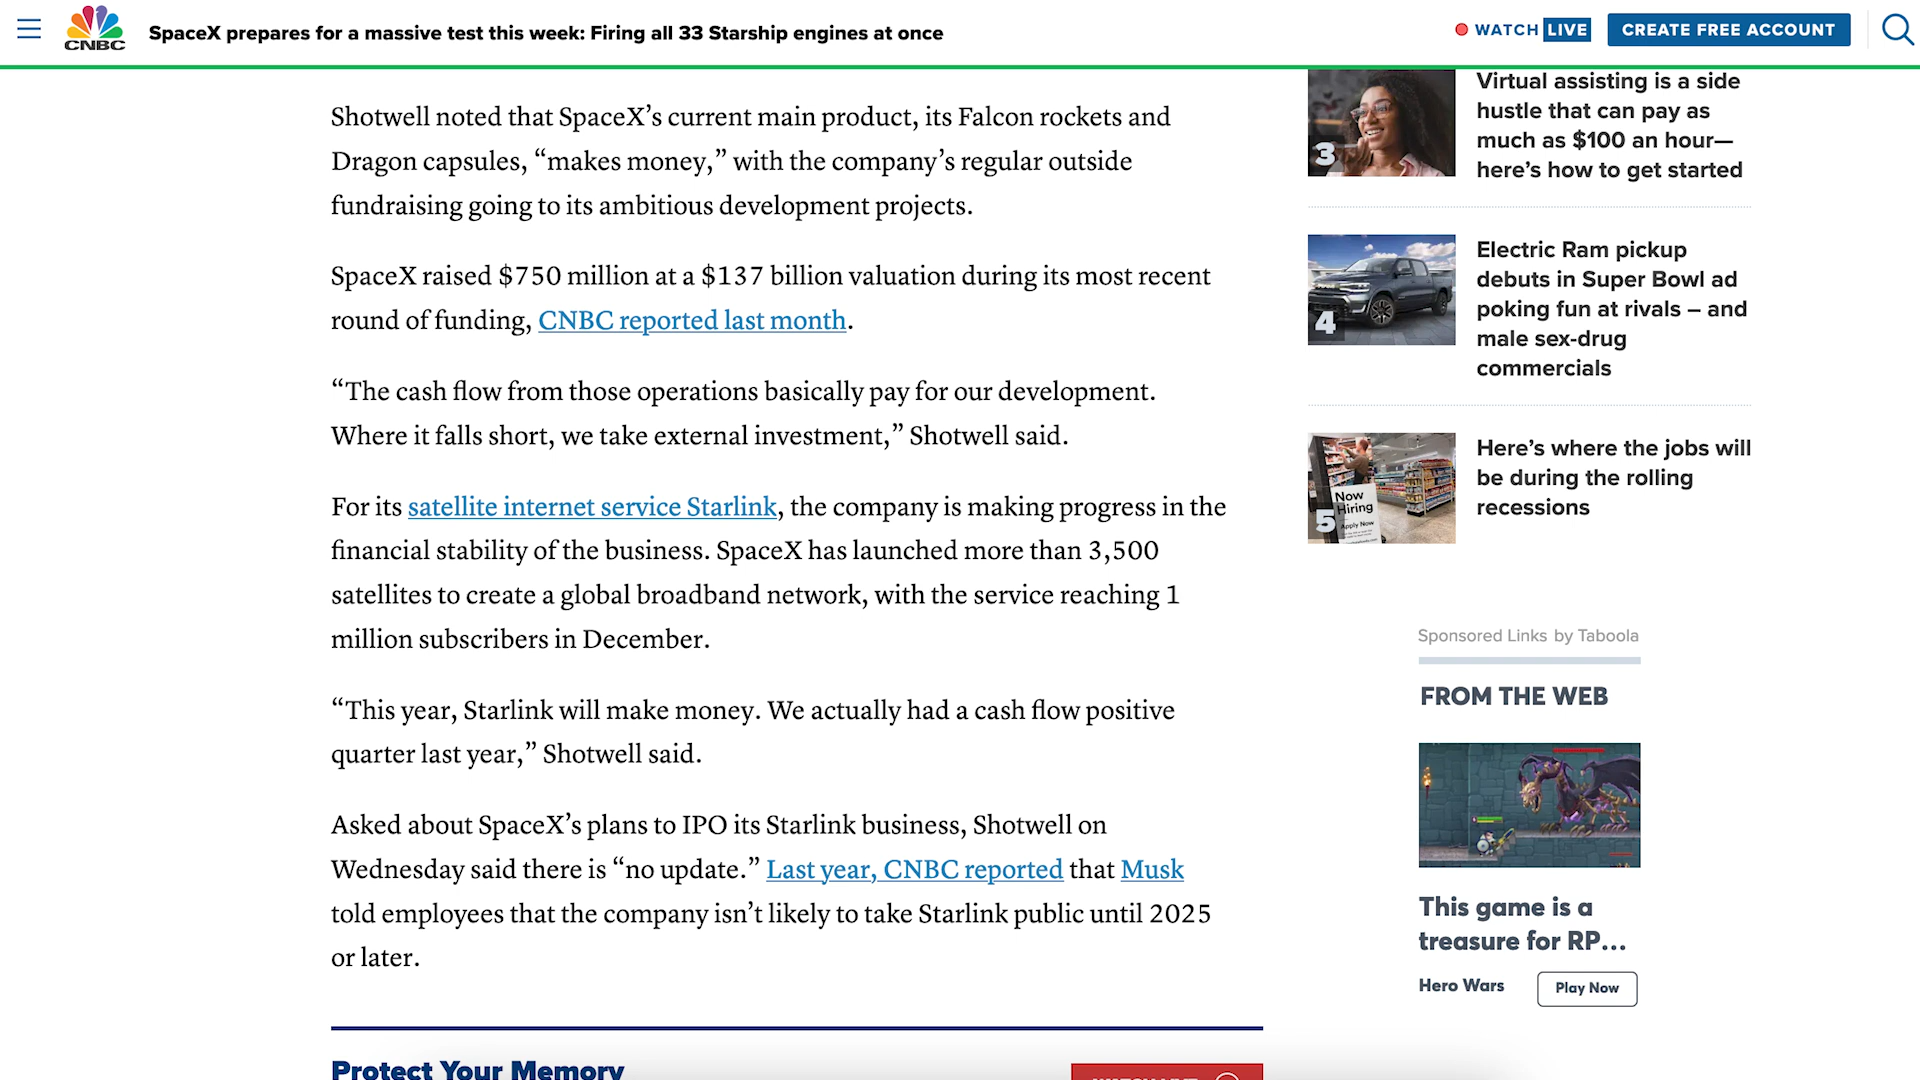 CNBC
SpaceX prepares for a massive test this week: Firing all 33 Starship engines at once
WATCH LIVE
CREATE FREE ACCOUNT
Shotwell noted that SpaceX’s current main product, its Falcon rockets and
Dragon capsules, “makes money,” with the company’s regular outside
fundraising going to its ambitious development projects.
SpaceX raised $750 million at a $137 billion valuation during its most recent
round of funding, CNBC reported last month.
“The cash flow from those operations basically pay for our development.
Where it falls short, we take external investment,” Shotwell said.
For its satellite internet service Starlink, the company is making progress in the
financial stability of the business. SpaceX has launched more than 3,500
satellites to create a global broadband network, with the service reaching 1
million subscribers in December.
“This year, Starlink will make money. We actually had a cash flow positive
quarter last year,” Shotwell said.
Asked about SpaceX’s plans to IPO its Starlink business, Shotwell on
Wednesday said there is “no update.” Last year, CNBC reported that Musk
told employees that the company isn’t likely to take Starlink public until 2025
or later.
Protect Your Memory
3
Virtual assisting is a side
hustle that can pay as
much as $100 an hour—
here’s how to get started
4
Electric Ram pickup
debuts in Super Bowl ad
poking fun at rivals – and
male sex-drug
commercials
Now
Hiring
Apply Now
5
Here’s where the jobs will
be during the rolling
recessions
Sponsored Links by Taboola
FROM THE WEB
This game is a
treasure for RP...
Hero Wars
Play Now